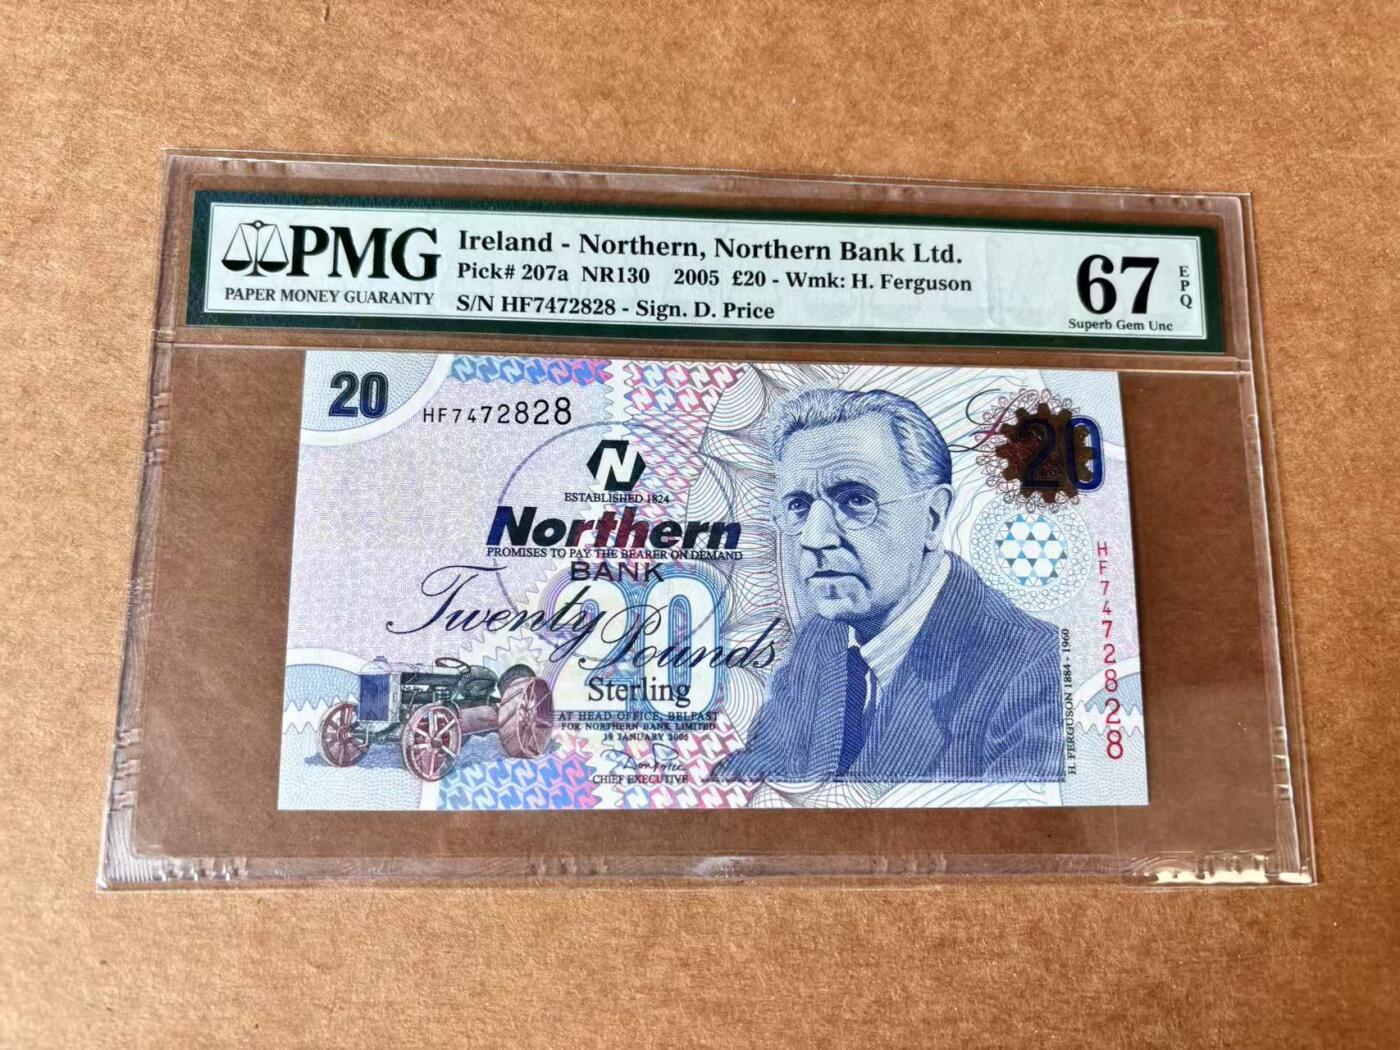 PMG
PAPER MONEY GUARANTY
Ireland - Northern, Northern Bank Ltd.
Pick# 207a NR130 2005 £20 - Wmk: H. Ferguson
S/N HF7472828 - Sign. D. Price
67
EPQ
Superb Gem Unc
20
HF7472828
N
ESTABLISHED 1824
Northern
PROMISES TO PAY THE BEARER ON DEMAND
BANK
20
Twenty Pounds
Sterling
AT HEAD OFFICE, BELFAST
FOR NORTHERN BANK LIMITED
19 JANUARY 2005
CHIEF EXECUTIVE
£20
HF7472828
H. FERGUSON 1884 - 1960